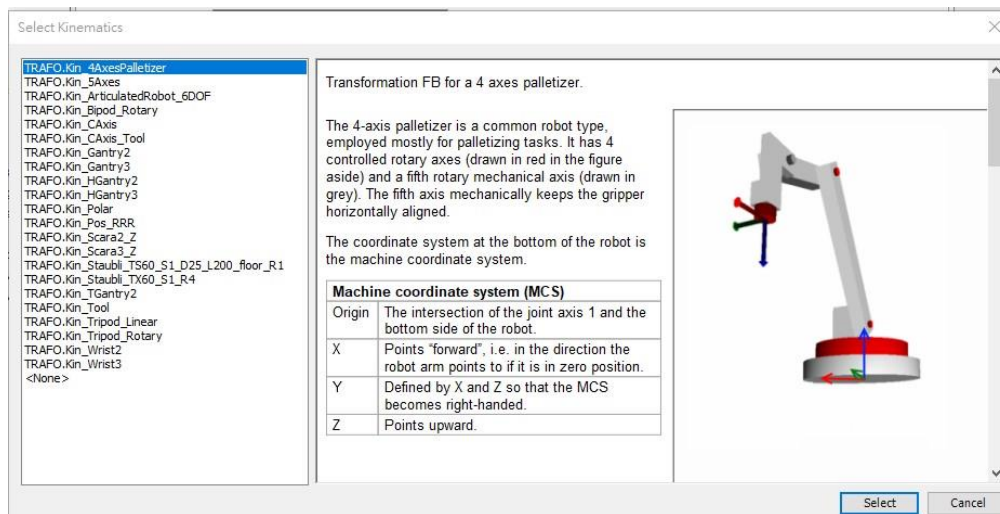 Select Kinematics
TRAFO.Kin_4AxesPalletizer
TRAFO.Kin_5Axes
TRAFO.Kin_ArticulatedRobot_6DOF
TRAFO.Kin_Bipod_Rotary
TRAFO.Kin_CAxis
TRAFO.Kin_CAxis_Tool
TRAFO.Kin_Gantry2
TRAFO.Kin_Gantry3
TRAFO.Kin_HGantry2
TRAFO.Kin_HGantry3
TRAFO.Kin_Polar
TRAFO.Kin_Pos_RRR
TRAFO.Kin_Scara2_Z
TRAFO.Kin_Scara3_Z
TRAFO.Kin_Staubli_TS60_S1_D25_L200_floor_R1
TRAFO.Kin_Staubli_TX60_S1_R4
TRAFO.Kin_TGantry2
TRAFO.Kin_Tool
TRAFO.Kin_Tripod_Linear
TRAFO.Kin_Tripod_Rotary
TRAFO.Kin_Wrist2
TRAFO.Kin_Wrist3
<None>
Transformation FB for a 4 axes palletizer.
The 4-axis palletizer is a common robot type,
employed mostly for palletizing tasks. It has 4
controlled rotary axes (drawn in red in the figure
aside) and a fifth rotary mechanical axis (drawn in
grey). The fifth axis mechanically keeps the gripper
horizontally aligned.
The coordinate system at the bottom of the robot is
the machine coordinate system.
Machine coordinate system (MCS)
Origin The intersection of the joint axis 1 and the
bottom side of the robot.
X Points “forward”, i.e. in the direction the
robot arm points to if it is in zero position.
Y Defined by X and Z so that the MCS
becomes right-handed.
Z Points upward.
Select Cancel